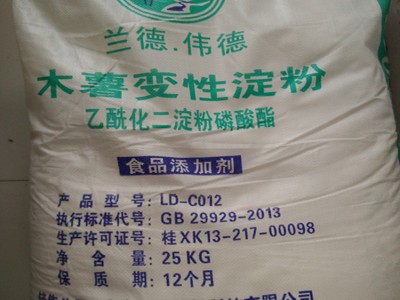 兰德.伟德
木薯变性淀粉
乙酰化二淀粉磷酸酯
食品添加剂
产品型号:LD-C012
执行标准代号:GB 29929-2013
生产许可证号:桂XK13-217-00098
净含量:25KG
保质期:12个月